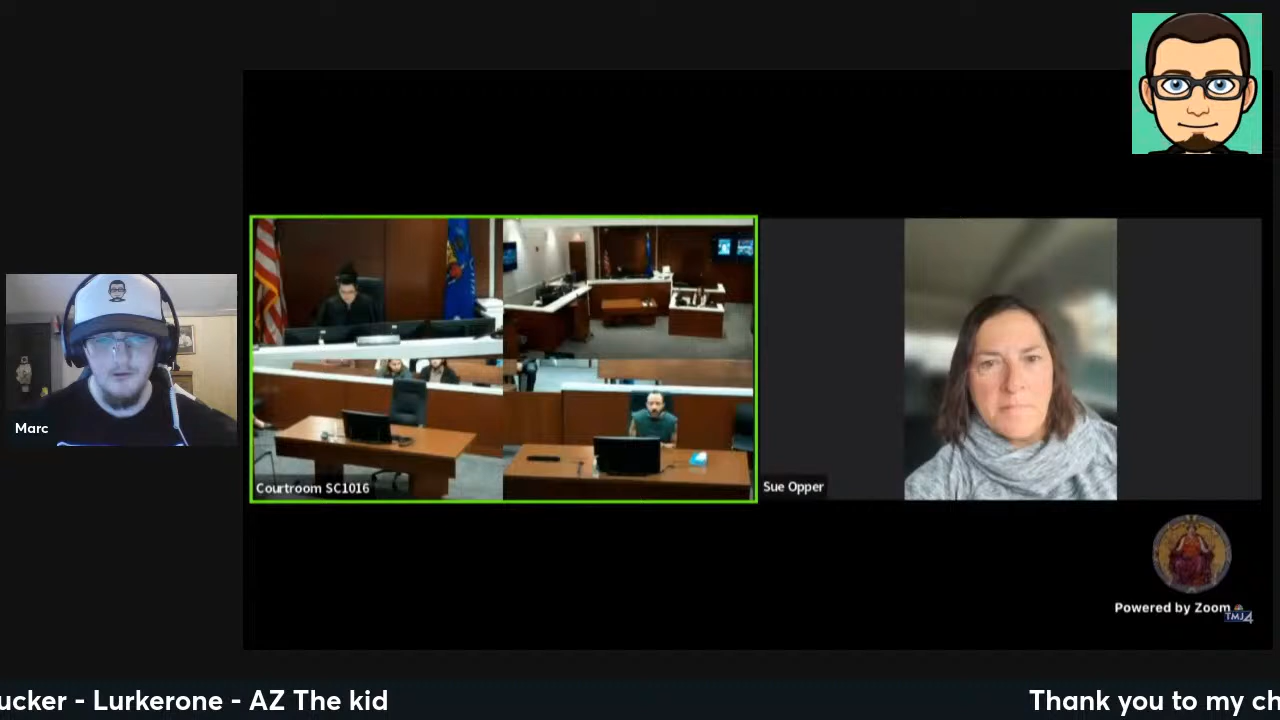 Marc
Courtroom SC1016
Sue Opper
Powered by Zoom
TMJ4
ucker - Lurkerone - AZ The kid
Thank you to my ch